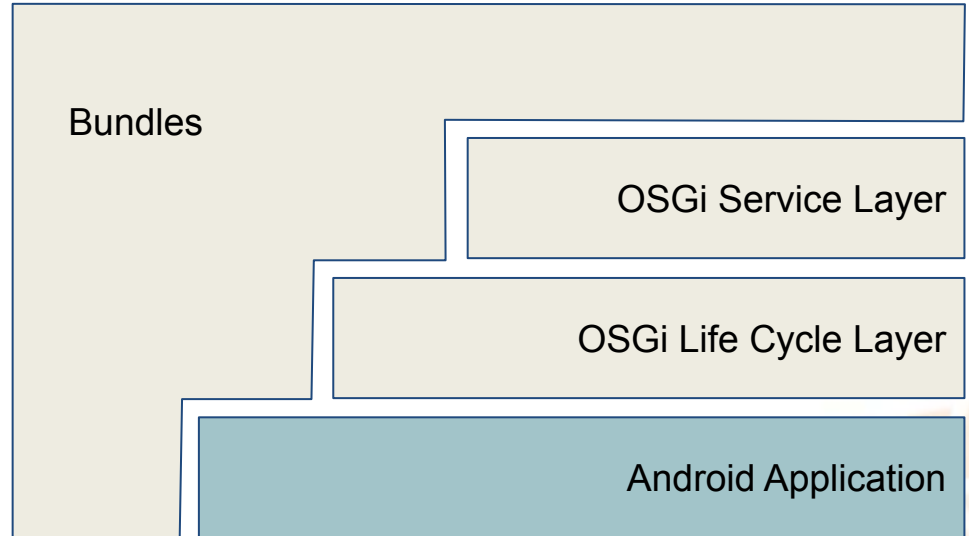 Bundles
OSGi Service Layer
OSGi Life Cycle Layer
Android Application